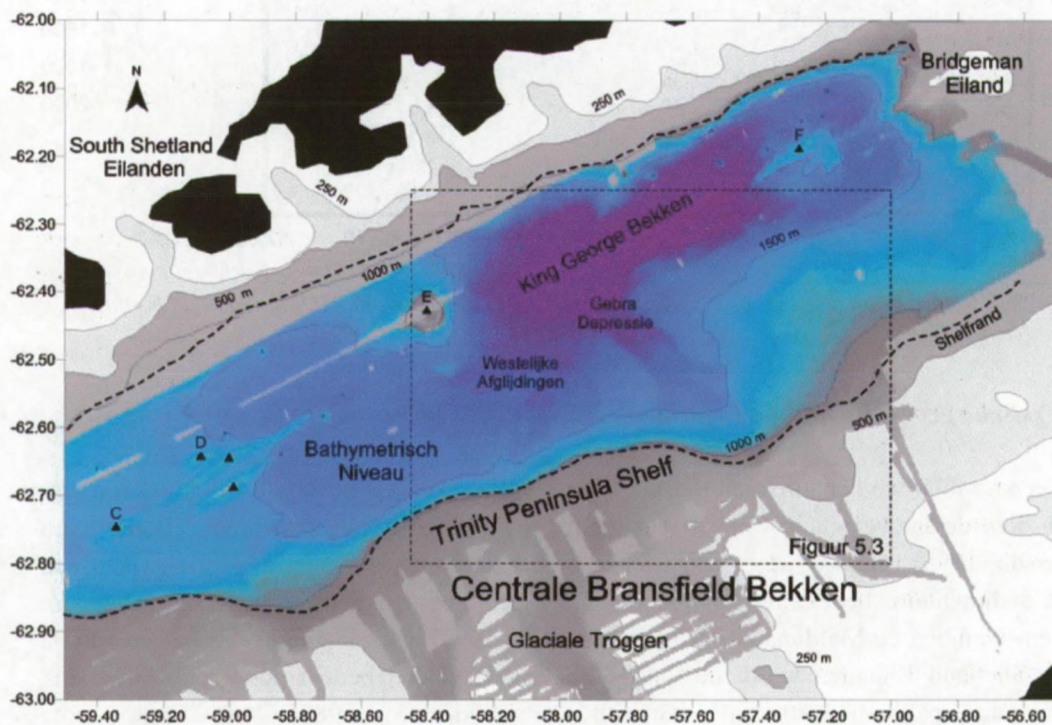 -62.00
-62.10
-62.20
-62.30
-62.40
-62.50
-62.60
-62.70
-62.80
-62.90
-63.00
N
South Shetland
Eilanden
250 m
250 m
Bridgeman
Eiland
F
King George Bekken
1500 m
500 m
1000 m
E
Gebra
Depressie
Westelijke
Afglijdingen
Shelfrand
D
Bathymetrisch
Niveau
1000 m
500 m
C
Trinity Peninsula Shelf
Figuur 5.3
Centrale Bransfield Bekken
Glaciale Troggen
250 m
-59.40 -59.20 -59.00 -58.80 -58.60 -58.40 -58.20 -58.00 -57.80 -57.60 -57.40 -57.20 -57.00 -56.80 -56.60